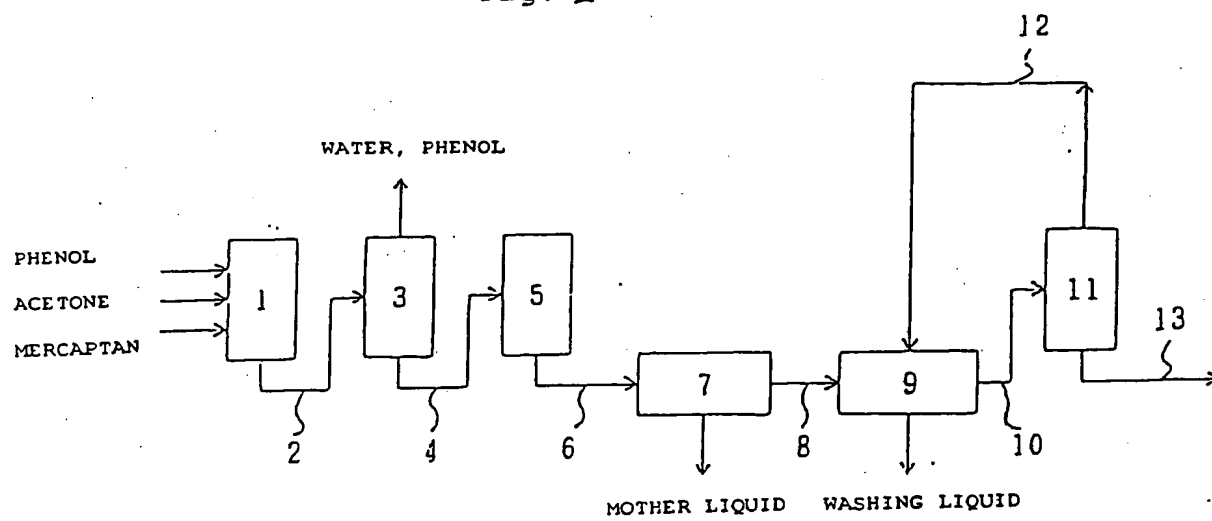 12
WATER, PHENOL
PHENOL
ACETONE
MERCAPTAN
1
3
5
11
13
7
9
2
4
6
8
10
MOTHER LIQUID
WASHING LIQUID